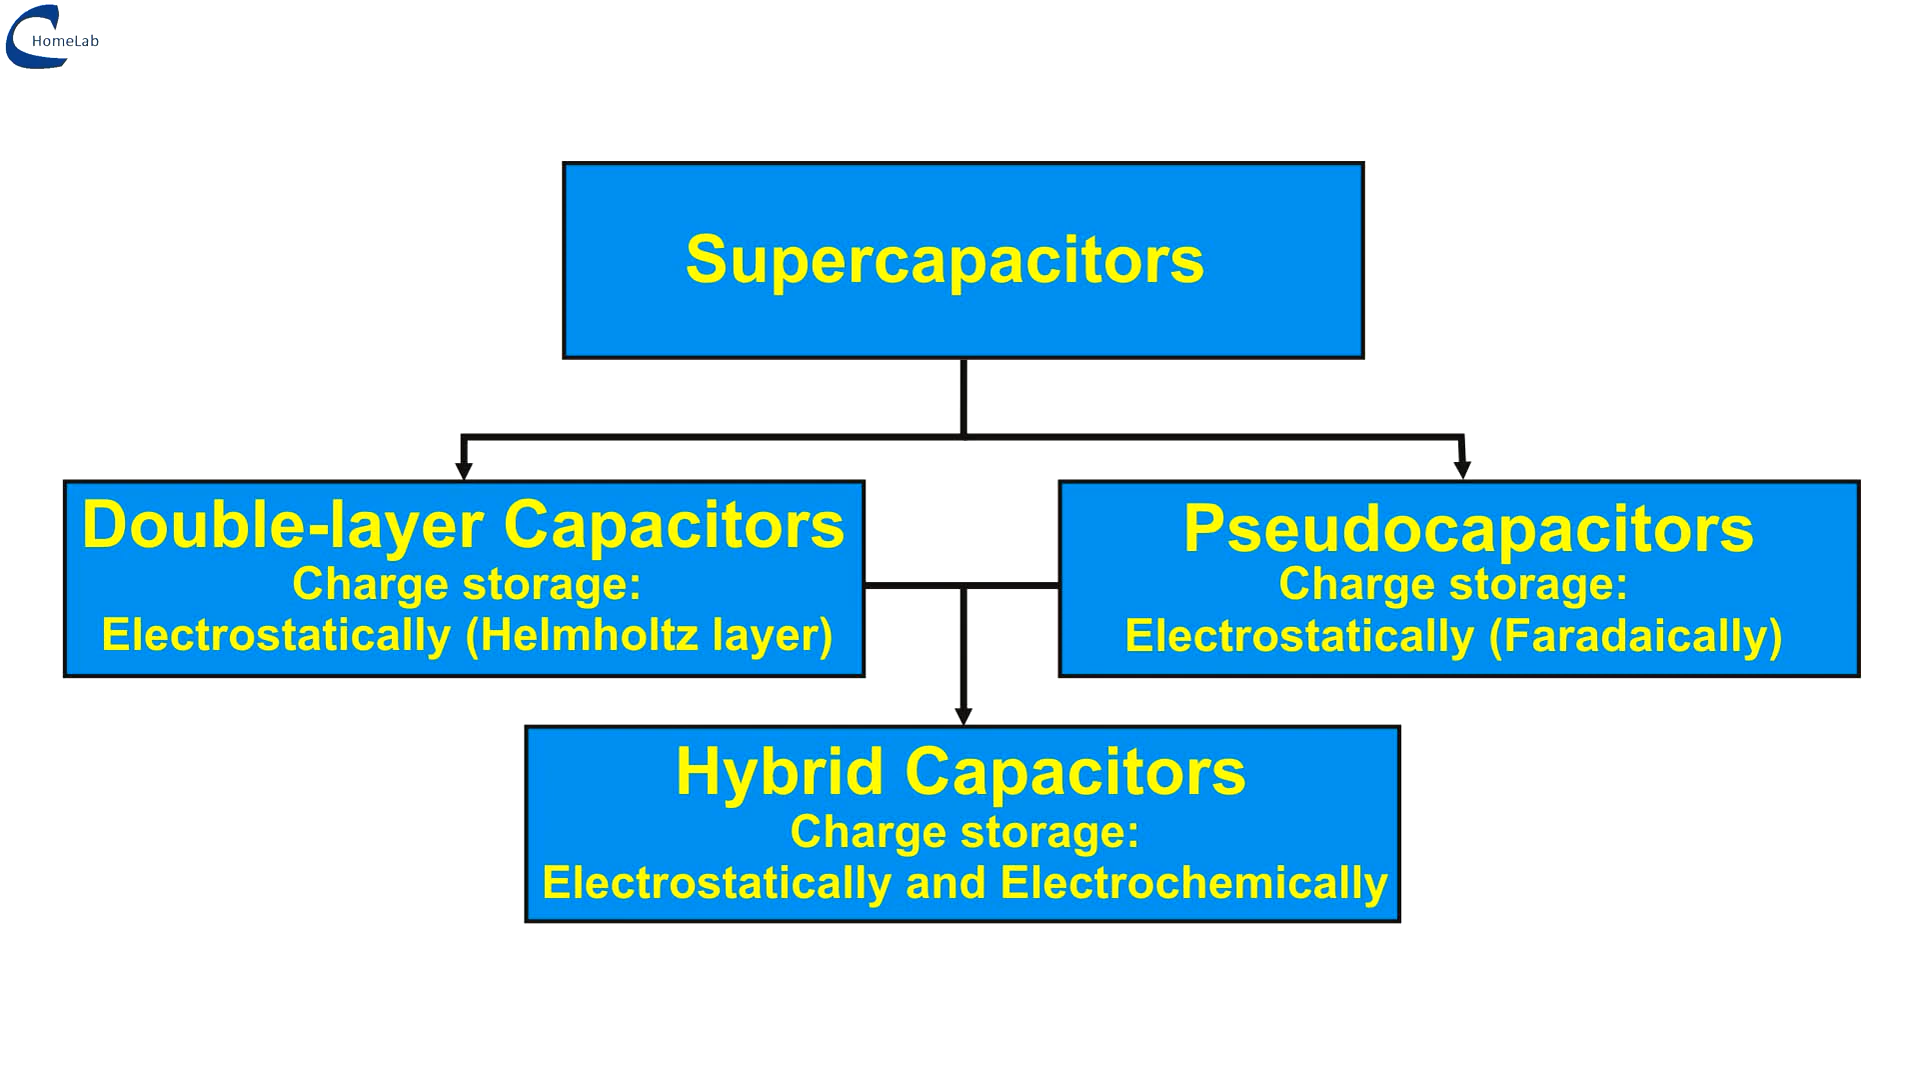 HomeLab
Supercapacitors
Double-layer Capacitors
Charge storage:
Electrostatically (Helmholtz layer)
Pseudocapacitors
Charge storage:
Electrostatically (Faradaically)
Hybrid Capacitors
Charge storage:
Electrostatically and Electrochemically